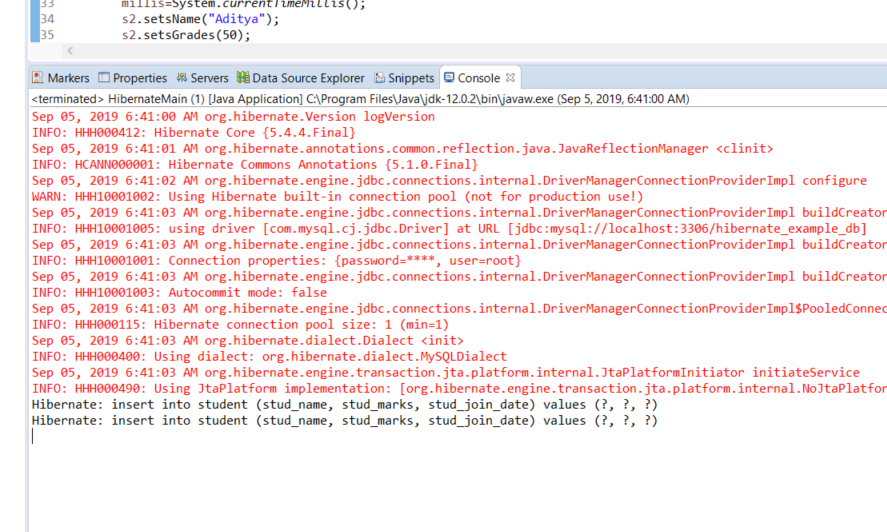 33 millis=System.currentTimeMillis();
34 s2.setsName("Aditya");
35 s2.setsGrades(50);
Markers Properties Servers Data Source Explorer Snippets Console
<terminated> HibernateMain (1) [Java Application] C:\Program Files\Java\jdk-12.0.2\bin\javaw.exe (Sep 5, 2019, 6:41:00 AM)
Sep 05, 2019 6:41:00 AM org.hibernate.Version logVersion
INFO: HHH000412: Hibernate Core {5.4.4.Final}
Sep 05, 2019 6:41:01 AM org.hibernate.annotations.common.reflection.java.JavaReflectionManager <clinit>
INFO: HCANN000001: Hibernate Commons Annotations {5.1.0.Final}
Sep 05, 2019 6:41:02 AM org.hibernate.engine.jdbc.connections.internal.DriverManagerConnectionProviderImpl configure
WARN: HHH10001002: Using Hibernate built-in connection pool (not for production use!)
Sep 05, 2019 6:41:03 AM org.hibernate.engine.jdbc.connections.internal.DriverManagerConnectionProviderImpl buildCreator
INFO: HHH10001005: using driver [com.mysql.cj.jdbc.Driver] at URL [jdbc:mysql://localhost:3306/hibernate_example_db]
Sep 05, 2019 6:41:03 AM org.hibernate.engine.jdbc.connections.internal.DriverManagerConnectionProviderImpl buildCreator
INFO: HHH10001001: Connection properties: {password=****, user=root}
Sep 05, 2019 6:41:03 AM org.hibernate.engine.jdbc.connections.internal.DriverManagerConnectionProviderImpl buildCreator
INFO: HHH10001003: Autocommit mode: false
Sep 05, 2019 6:41:03 AM org.hibernate.engine.jdbc.connections.internal.DriverManagerConnectionProviderImpl$PooledConnec
INFO: HHH000115: Hibernate connection pool size: 1 (min=1)
Sep 05, 2019 6:41:03 AM org.hibernate.dialect.Dialect <init>
INFO: HHH000400: Using dialect: org.hibernate.dialect.MySQLDialect
Sep 05, 2019 6:41:03 AM org.hibernate.engine.transaction.jta.platform.internal.JtaPlatformInitiator initiateService
INFO: HHH000490: Using JtaPlatform implementation: [org.hibernate.engine.transaction.jta.platform.internal.NoJtaPlatfor
Hibernate: insert into student (stud_name, stud_marks, stud_join_date) values (?, ?, ?)
Hibernate: insert into student (stud_name, stud_marks, stud_join_date) values (?, ?, ?)